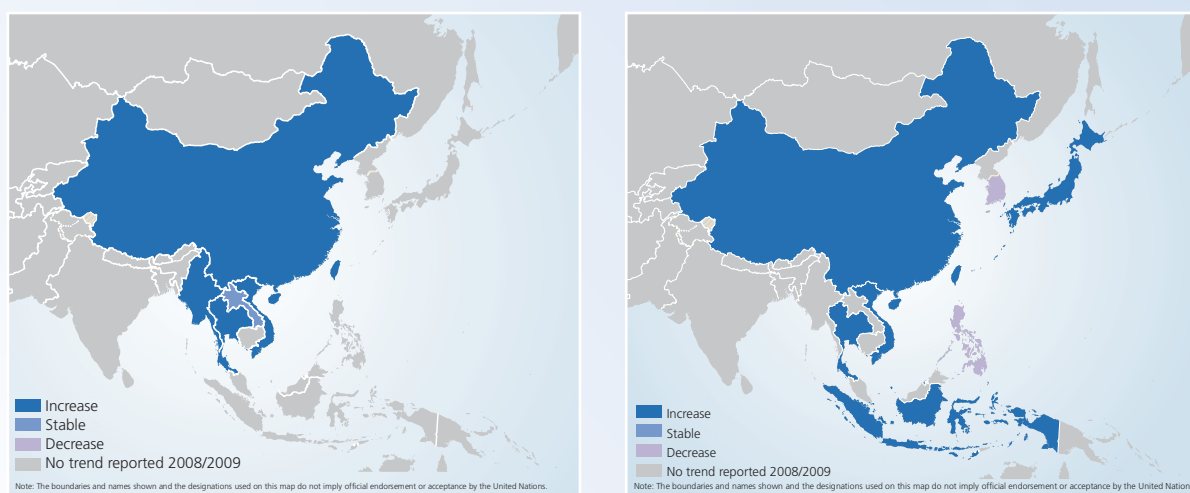 Increase
Stable
Decrease
No trend reported 2008/2009
Note: The boundaries and names shown and the designations used on this map do not imply official endorsement or acceptance by the United Nations.
Increase
Stable
Decrease
No trend reported 2008/2009
Note: The boundaries and names shown and the designations used on this map do not imply official endorsement or acceptance by the United Nation